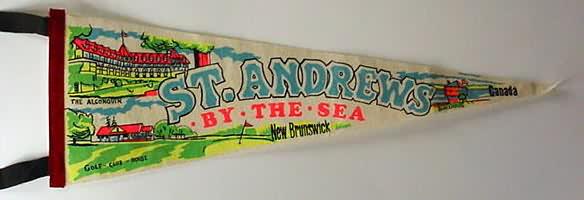 THE ALGONQUIN
ST. ANDREWS
· BY · THE · SEA
New Brunswick
Canada
GOLF - CLUB - HOUSE